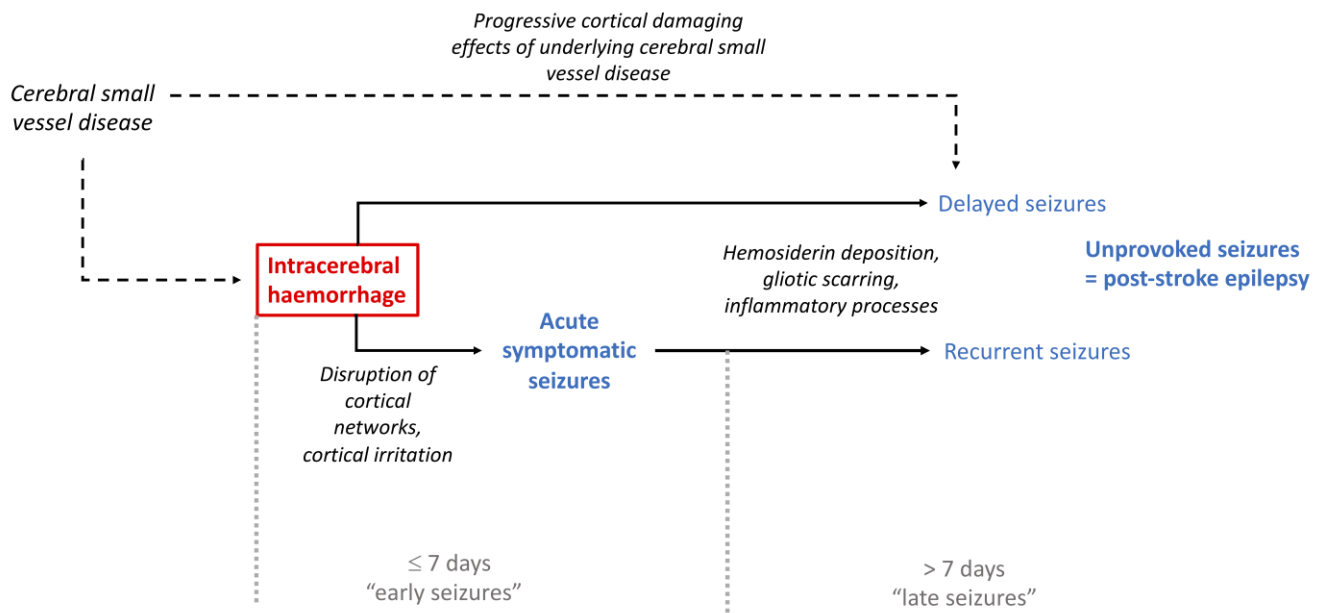 Progressive cortical damaging
effects of underlying cerebral small
vessel disease
Cerebral small
vessel disease
Delayed seizures
Intracerebral
haemorrhage
Hemosiderin deposition,
gliotic scarring,
inflammatory processes
Unprovoked seizures
= post-stroke epilepsy
Acute
symptomatic
seizures
Recurrent seizures
Disruption of
cortical
networks,
cortical irritation
≤ 7 days
“early seizures”
> 7 days
“late seizures”